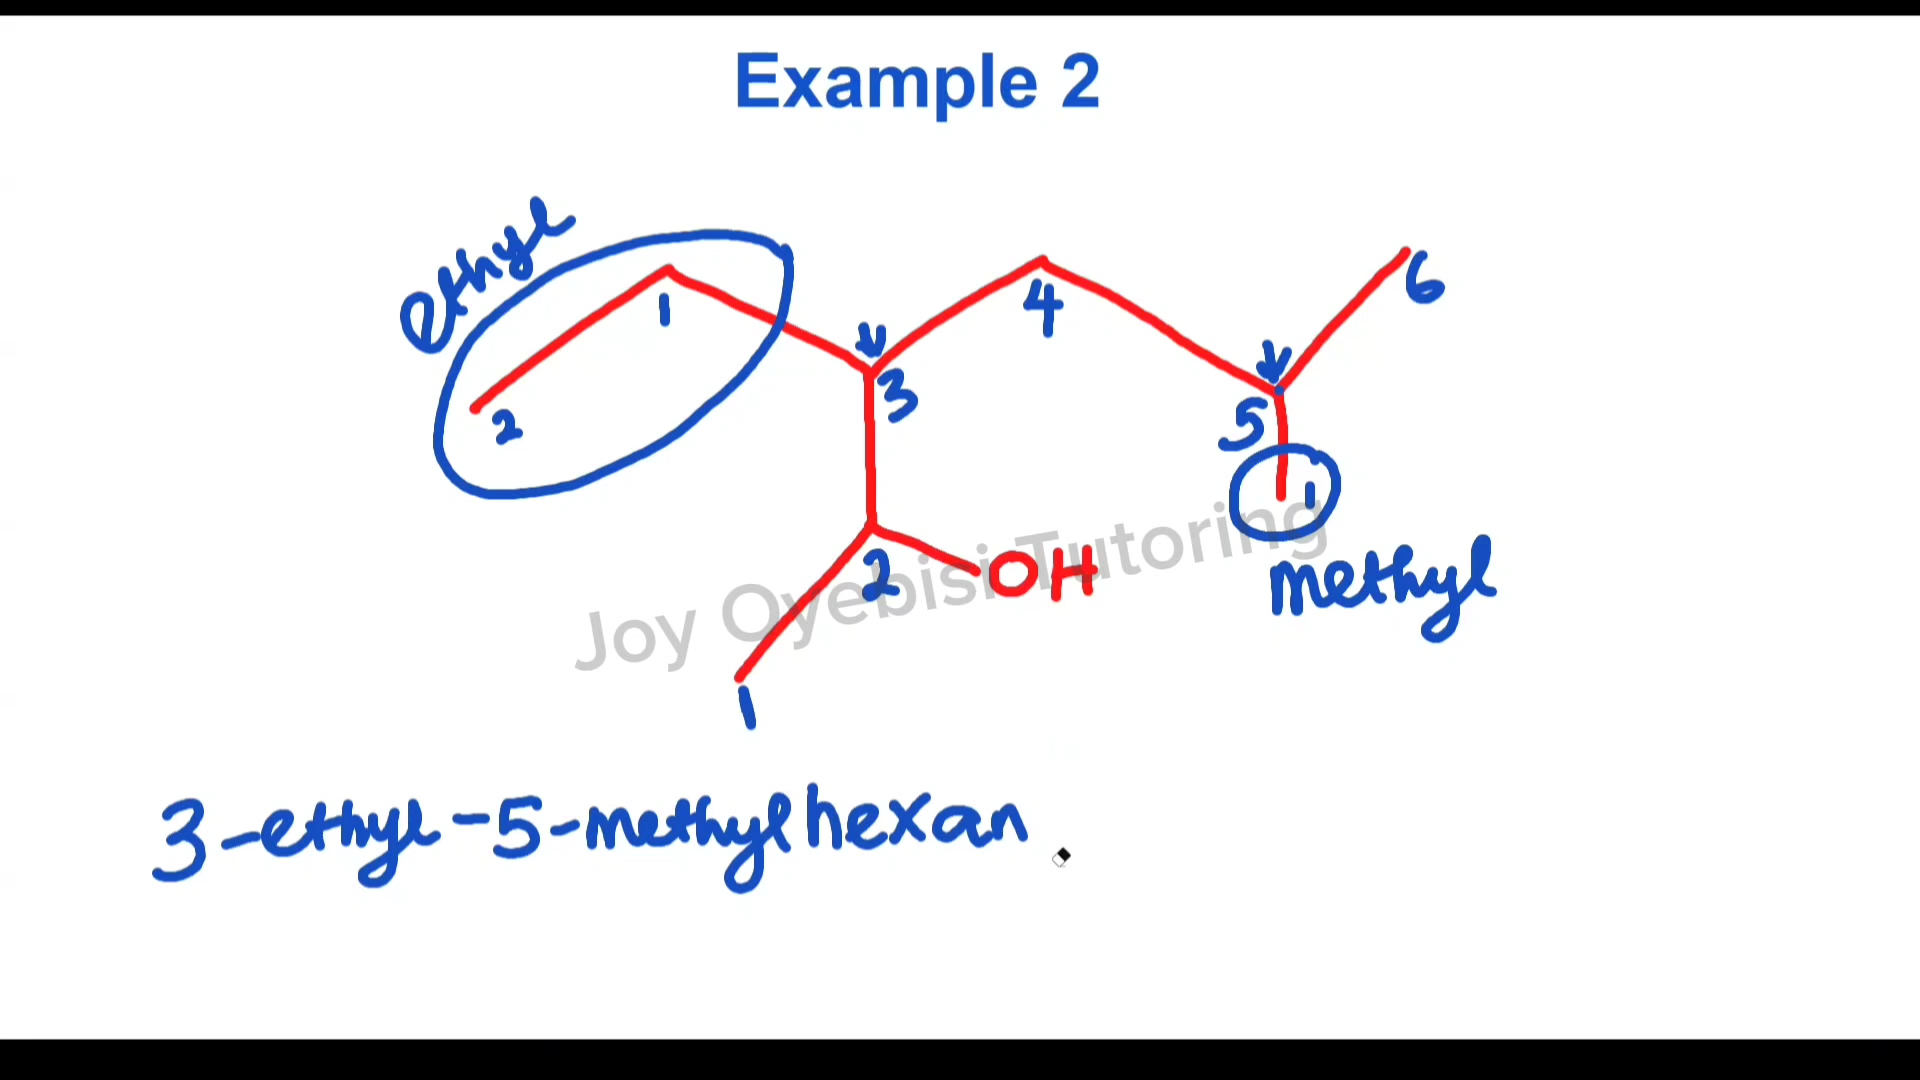 Example 2
ethyl
1
2
3
4
5
6
1
2
OH
1
methyl
Joy Oyebisi Tutoring
3-ethyl-5-methylhexan